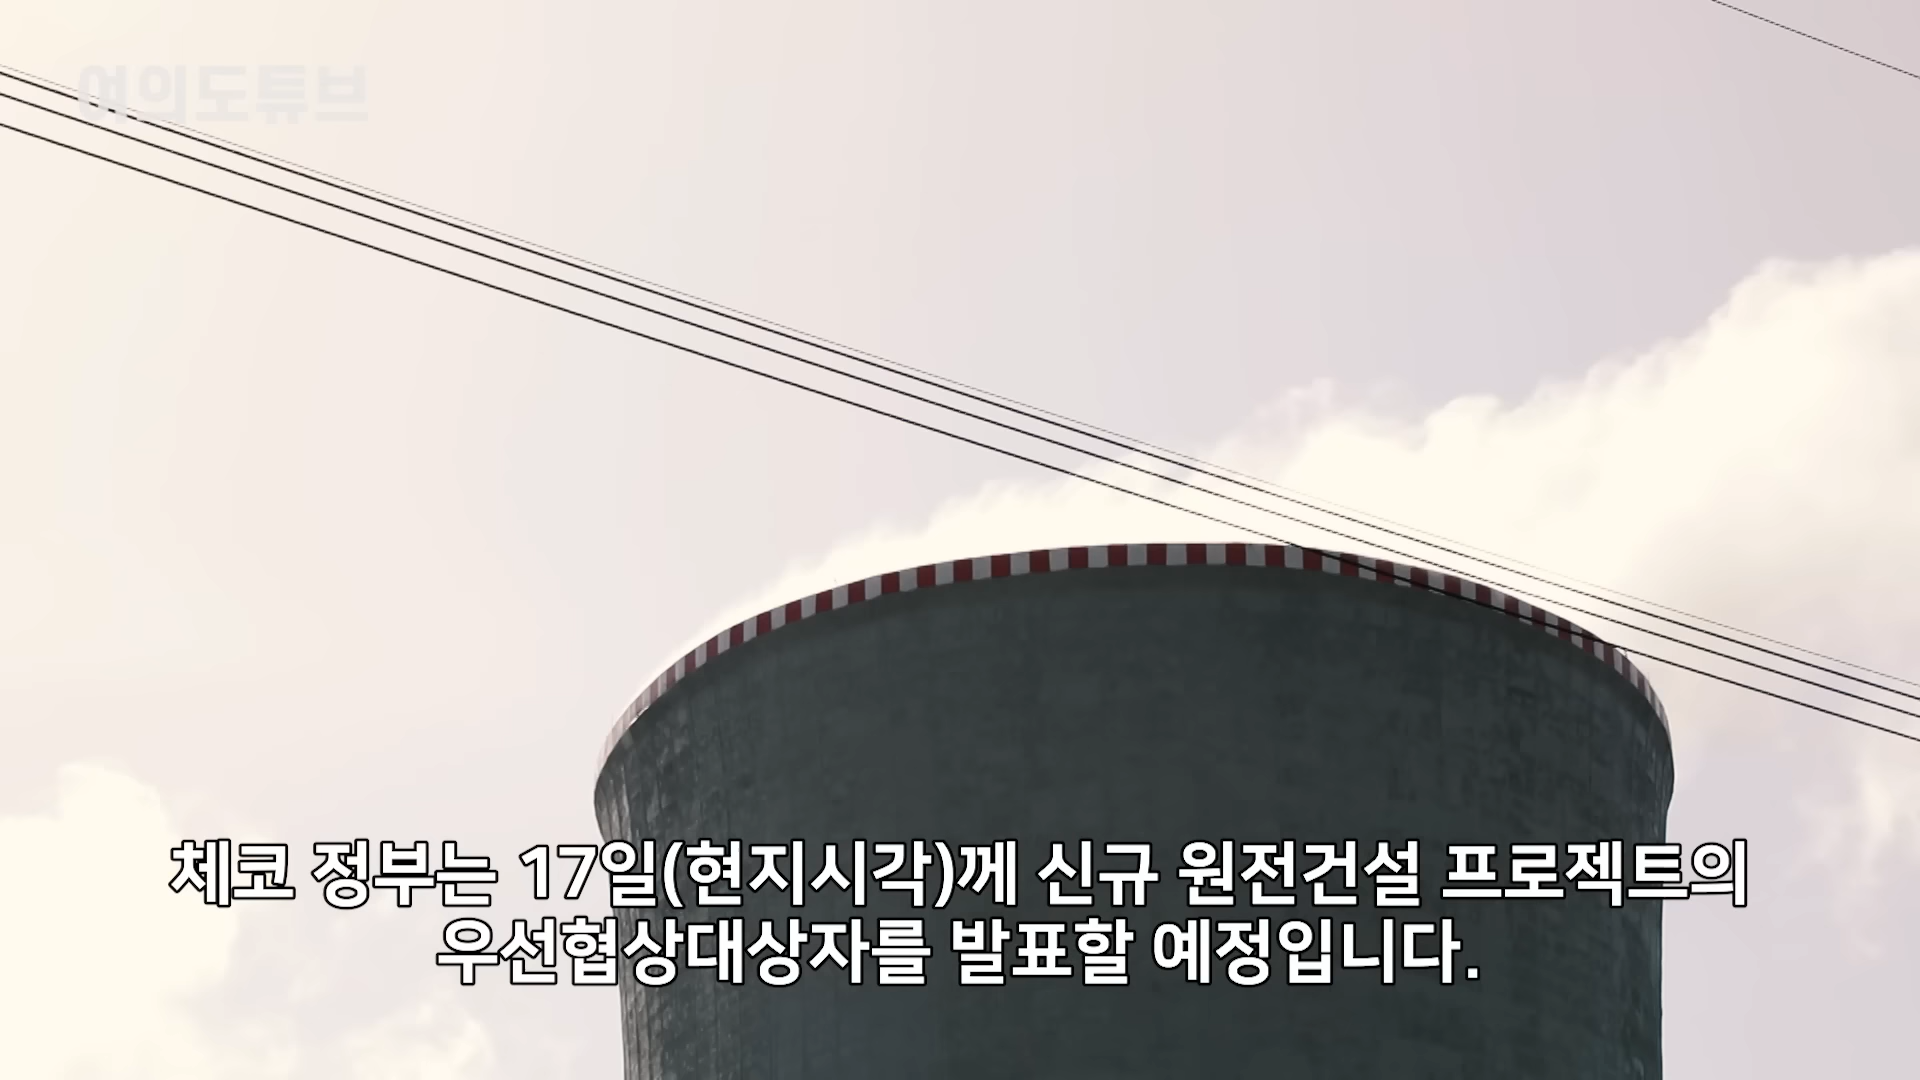 여의도튜브
체코 정부는 17일(현지시각)께 신규 원전건설 프로젝트의
우선협상대상자를 발표할 예정입니다.